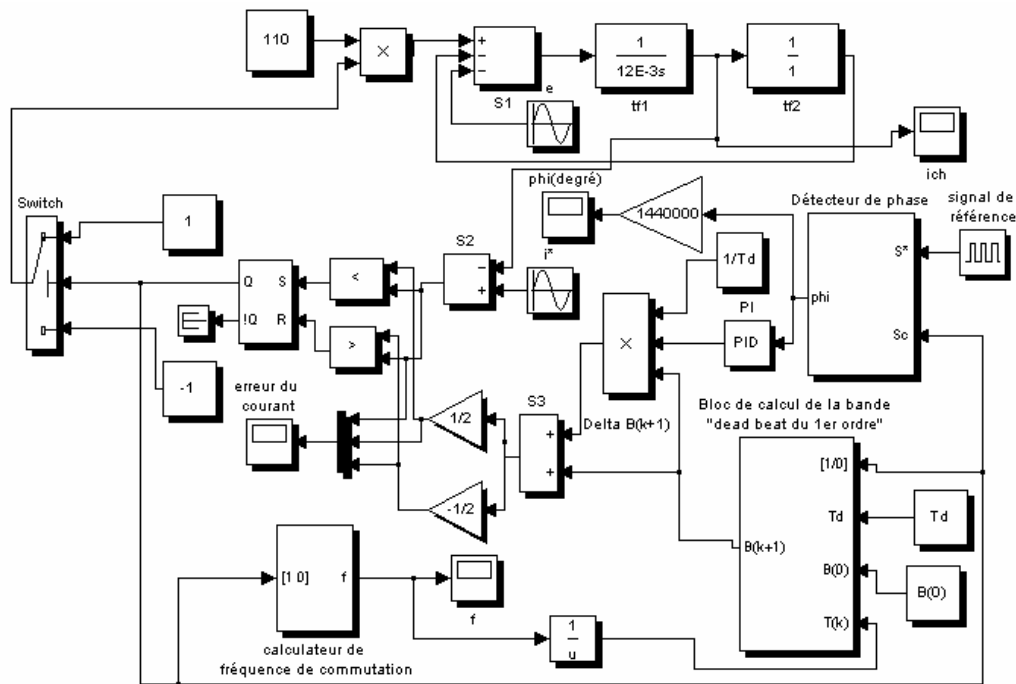 110
×
+
−
−
S1
e
1
12E-3s
tf1
1
1
tf2
ich
phi(degré)
1440000
Détecteur de phase
signal de
référence
S*
phi
Sc
Switch
1
S2
−
+
i*
1/Td
PI
PID
×
Q
S
!Q
R
<
>
-1
erreur du
courant
1/2
-1/2
S3
+
+
Delta B(k+1)
Bloc de calcul de la bande
"dead beat du 1er ordre"
[1/0]
Td
B(k+1)
B(0)
T(k)
Td
B(0)
[1 0]
f
f
calculateur de
fréquence de commutation
1
u